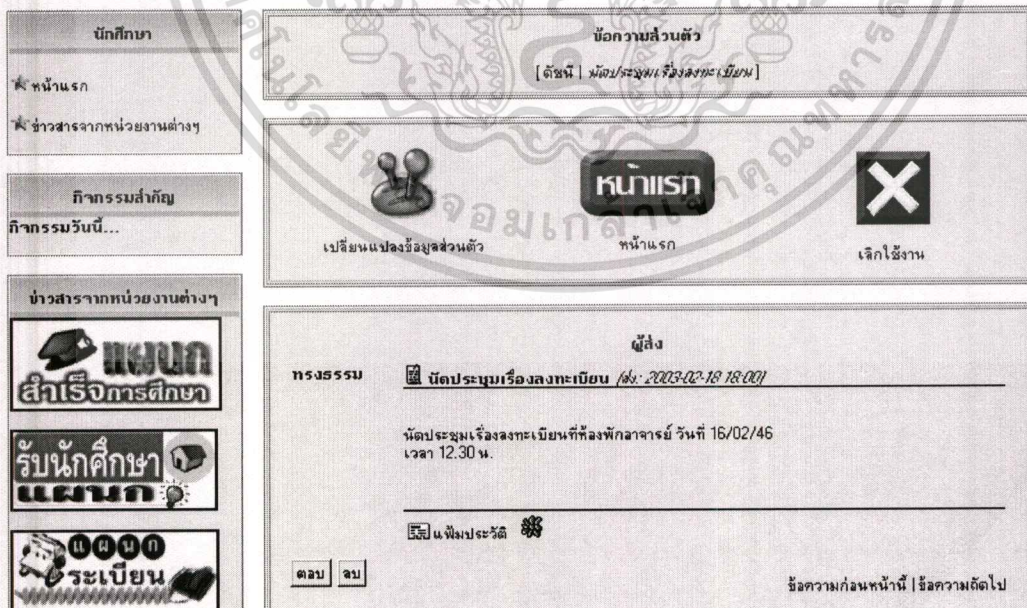 นักศึกษา
หน้าแรก
ข่าวสารจากหน่วยงานต่างๆ
กิจกรรมสำคัญ
กิจกรรมวันนี้...
ข่าวสารจากหน่วยงานต่างๆ
แผนก
สำเร็จการศึกษา
รับนักศึกษา
แผนก
แผนก
ระเบียน
ข้อความส่วนตัว
[ดัชนี | นัดประชุมเรื่องลงทะเบียน]
หน้าแรก
เปลี่ยนแปลงข้อมูลส่วนตัว
หน้าแรก
เลิกใช้งาน
ผู้ส่ง
ทรงธรรม
นัดประชุมเรื่องลงทะเบียน [ส่ง: 2003-02-18 18:00]
นัดประชุมเรื่องลงทะเบียนที่ห้องพักอาจารย์ วันที่ 16/02/46
เวลา 12.30 น.
แฟ้มประวัติ
ตอบ ลบ
ข้อความก่อนหน้านี้ | ข้อความถัดไป